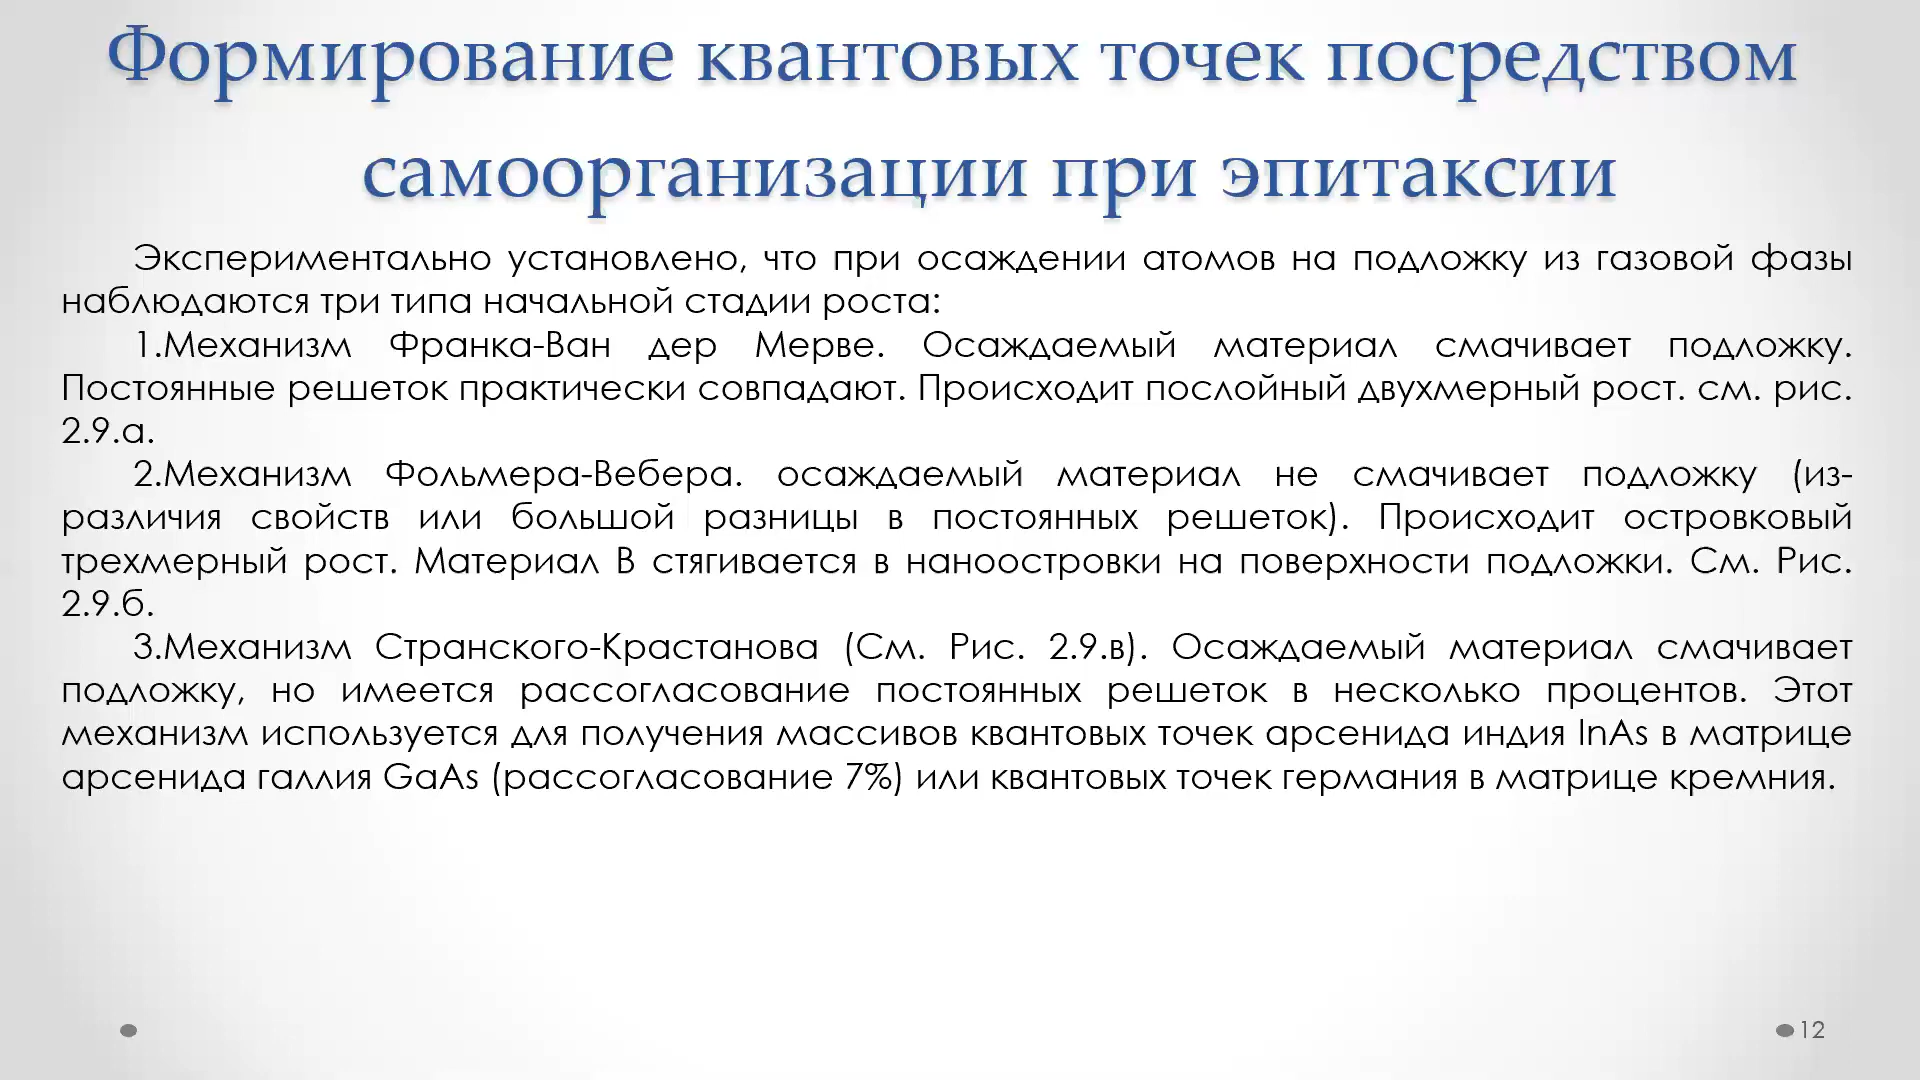 Формирование квантовых точек посредством
самоорганизации при эпитаксии
Экспериментально установлено, что при осаждении атомов на подложку из газовой фазы
наблюдаются три типа начальной стадии роста:
1.Механизм Франка-Ван дер Мерве. Осаждаемый материал смачивает подложку.
Постоянные решеток практически совпадают. Происходит послойный двухмерный рост. см. рис.
2.9.а.
2.Механизм Фольмера-Вебера. осаждаемый материал не смачивает подложку (из-
различия свойств или большой разницы в постоянных решеток). Происходит островковый
трехмерный рост. Материал В стягивается в наноостровки на поверхности подложки. См. Рис.
2.9.б.
3.Механизм Странского-Крастанова (См. Рис. 2.9.в). Осаждаемый материал смачивает
подложку, но имеется рассогласование постоянных решеток в несколько процентов. Этот
механизм используется для получения массивов квантовых точек арсенида индия InAs в матрице
арсенида галлия GaAs (рассогласование 7%) или квантовых точек германия в матрице кремния.
12